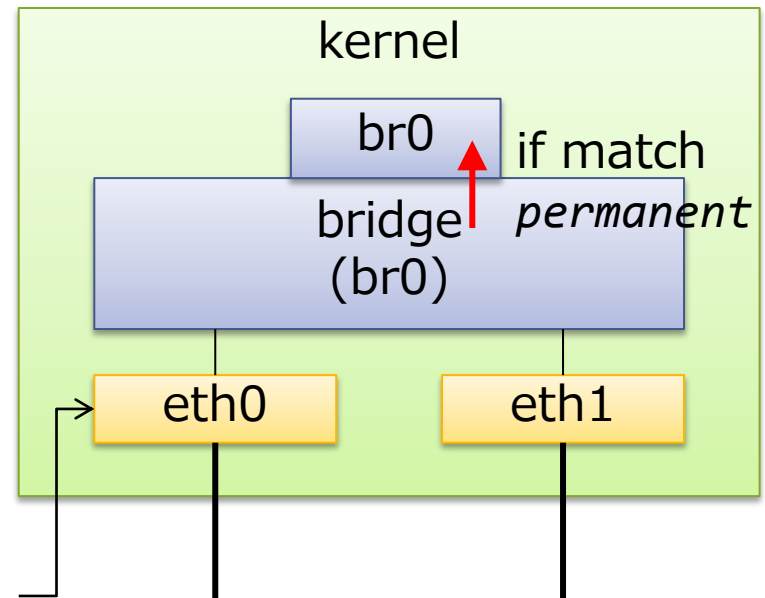 kernel
br0
if match
permanent
bridge
(br0)
eth0
eth1